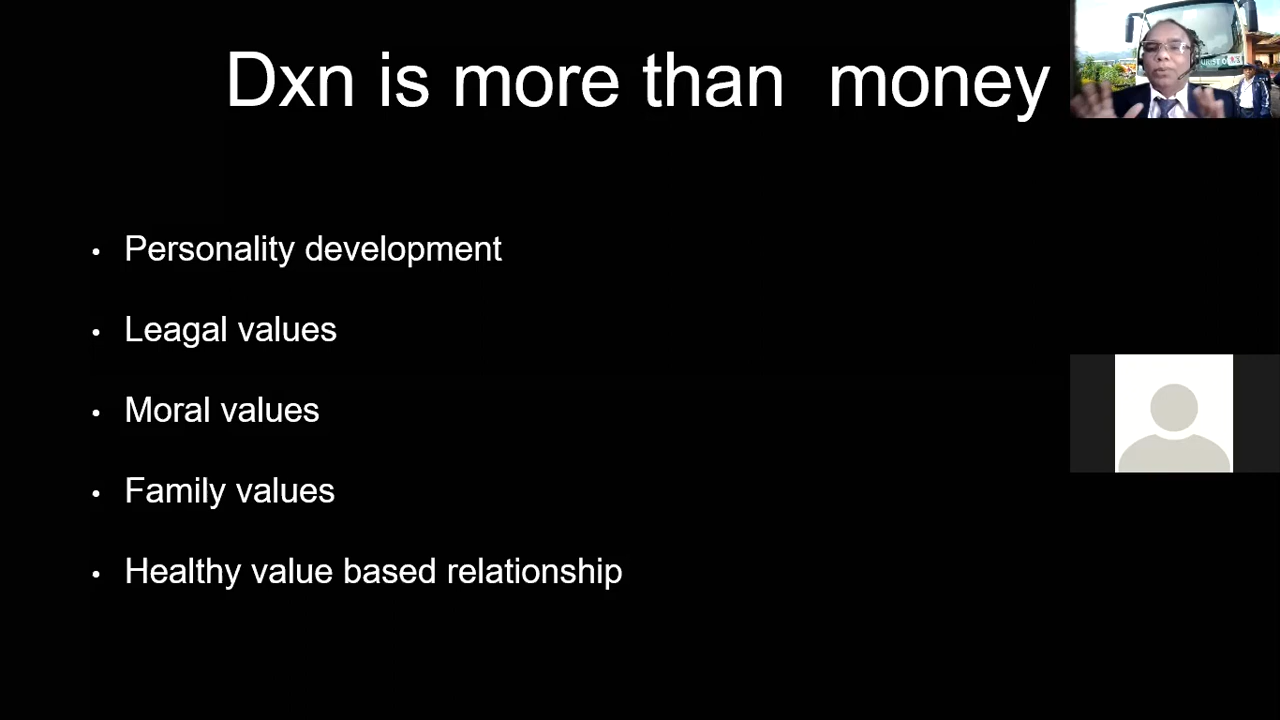 Dxn is more than money
• Personality development
• Leagal values
• Moral values
• Family values
• Healthy value based relationship